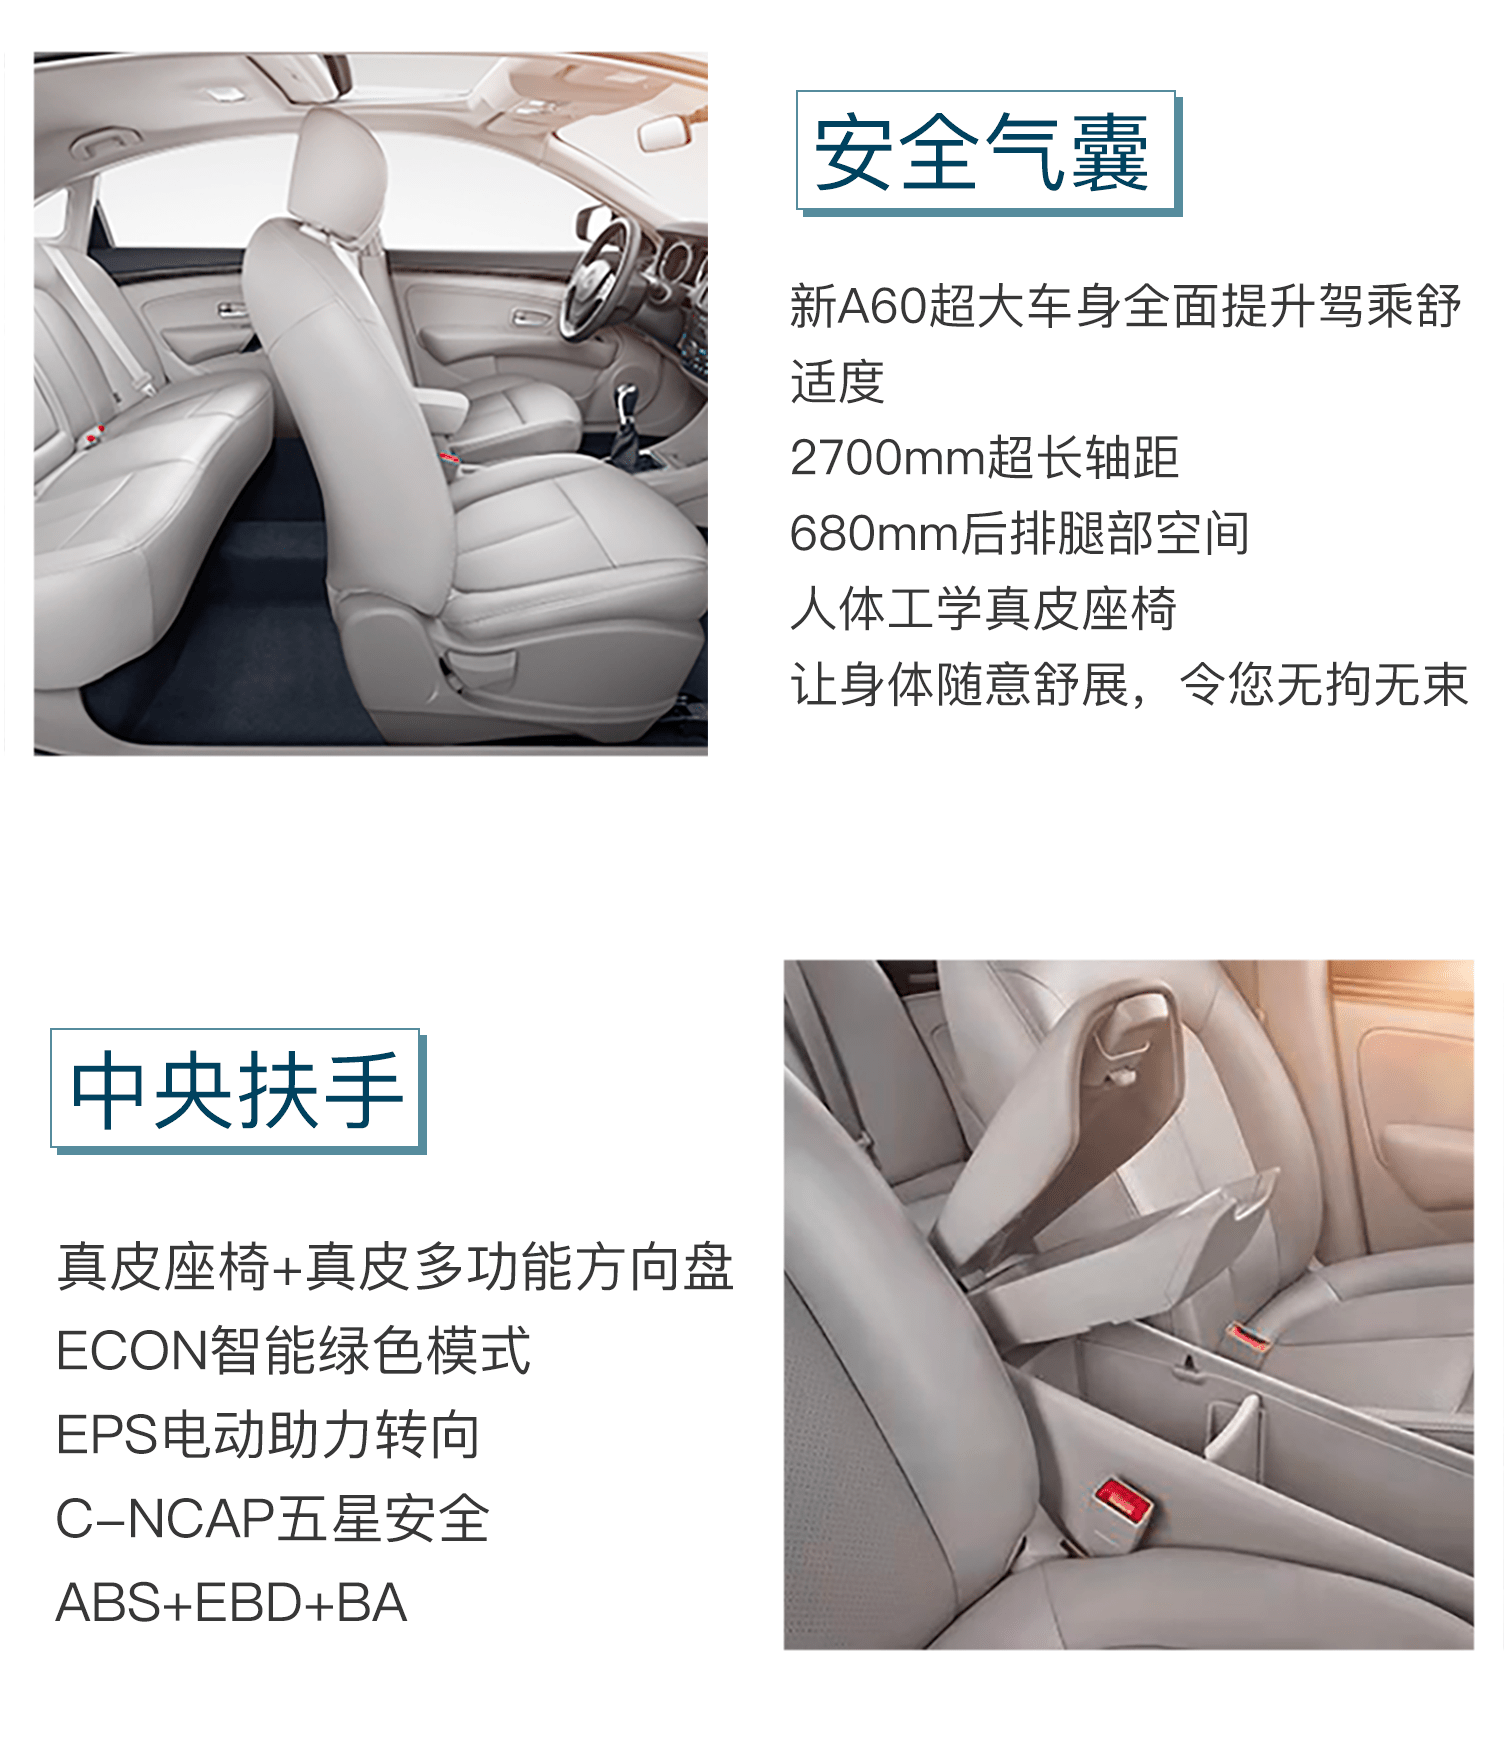 安全气囊
新A60超大车身全面提升驾乘舒
适度
2700mm超长轴距
680mm后排腿部空间
人体工学真皮座椅
让身体随意舒展，令您无拘无束
中央扶手
真皮座椅+真皮多功能方向盘
ECON智能绿色模式
EPS电动助力转向
C-NCAP五星安全
ABS+EBD+BA